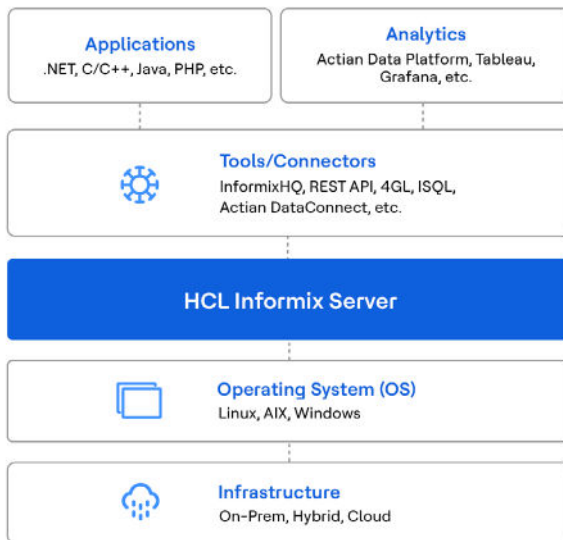 Applications
.NET, C/C++, Java, PHP, etc.
Analytics
Actian Data Platform, Tableau,
Grafana, etc.
Tools/Connectors
InformixHQ, REST API, 4GL, ISQL,
Actian DataConnect, etc.
HCL Informix Server
Operating System (OS)
Linux, AIX, Windows
Infrastructure
On-Prem, Hybrid, Cloud